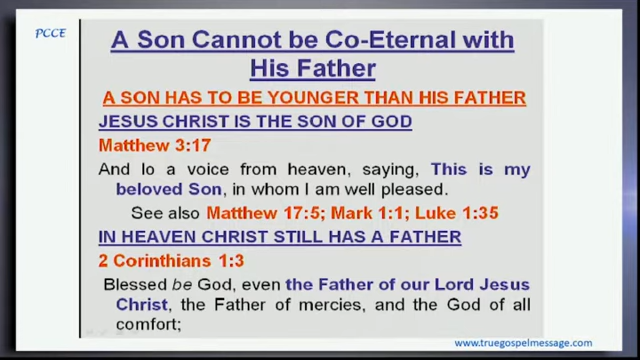 PCCE
A Son Cannot be Co-Eternal with
His Father
A SON HAS TO BE YOUNGER THAN HIS FATHER
JESUS CHRIST IS THE SON OF GOD
Matthew 3:17
And lo a voice from heaven, saying, This is my
beloved Son, in whom I am well pleased.
See also Matthew 17:5; Mark 1:1; Luke 1:35
IN HEAVEN CHRIST STILL HAS A FATHER
2 Corinthians 1:3
Blessed be God, even the Father of our Lord Jesus
Christ, the Father of mercies, and the God of all
comfort;
www.truegospelmessage.com